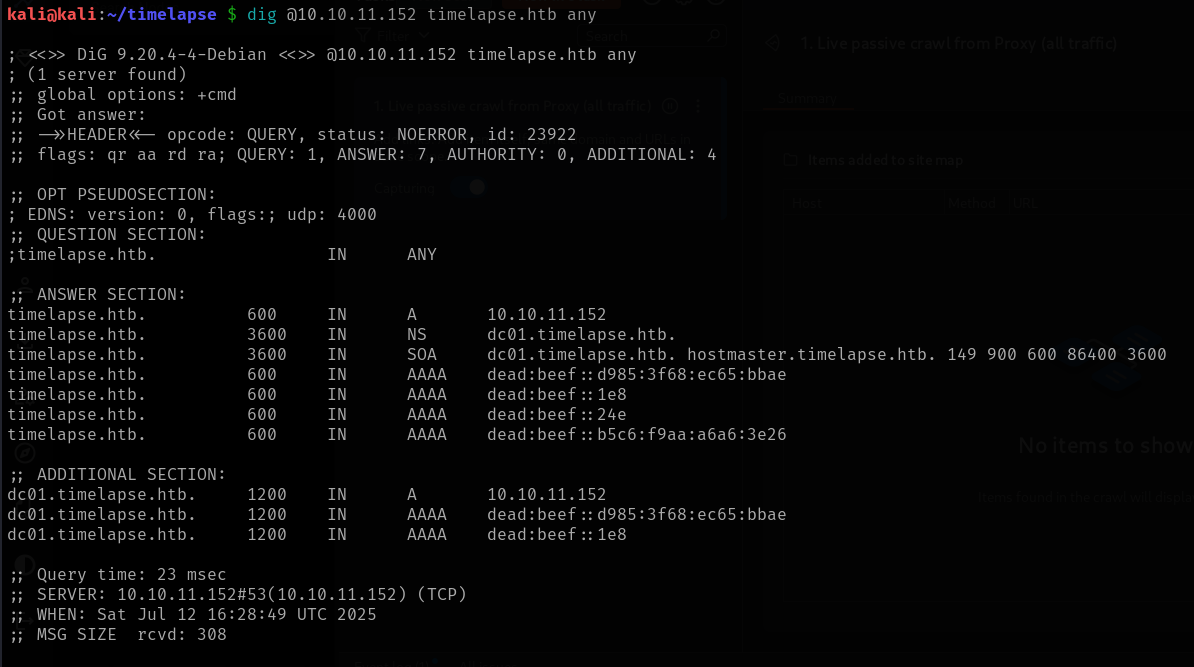 kali@kali:~/timelapse $ dig @10.10.11.152 timelapse.htb any
; <<>> DiG 9.20.4-4-Debian <<>> @10.10.11.152 timelapse.htb any
; (1 server found)
;; global options: +cmd
;; Got answer:
;; ->>HEADER<<- opcode: QUERY, status: NOERROR, id: 23922
;; flags: qr aa rd ra; QUERY: 1, ANSWER: 7, AUTHORITY: 0, ADDITIONAL: 4
;; OPT PSEUDOSECTION:
; EDNS: version: 0, flags:; udp: 4000
;; QUESTION SECTION:
;timelapse.htb. IN ANY
;; ANSWER SECTION:
timelapse.htb. 600 IN A 10.10.11.152
timelapse.htb. 3600 IN NS dc01.timelapse.htb.
timelapse.htb. 3600 IN SOA dc01.timelapse.htb. hostmaster.timelapse.htb. 149 900 600 86400 3600
timelapse.htb. 600 IN AAAA dead:beef::d985:3f68:ec65:bbae
timelapse.htb. 600 IN AAAA dead:beef::1e8
timelapse.htb. 600 IN AAAA dead:beef::24e
timelapse.htb. 600 IN AAAA dead:beef::b5c6:f9aa:a6a6:3e26
;; ADDITIONAL SECTION:
dc01.timelapse.htb. 1200 IN A 10.10.11.152
dc01.timelapse.htb. 1200 IN AAAA dead:beef::d985:3f68:ec65:bbae
dc01.timelapse.htb. 1200 IN AAAA dead:beef::1e8
;; Query time: 23 msec
;; SERVER: 10.10.11.152#53(10.10.11.152) (TCP)
;; WHEN: Sat Jul 12 16:28:49 UTC 2025
;; MSG SIZE rcvd: 308
Filter
Search
1. Live passive crawl from Proxy (all traffic)
Capturing
1. Live passive crawl from Proxy (all traffic)
Summary
Items added to site map
Host Method URL
No items to show
Items found in the crawl will